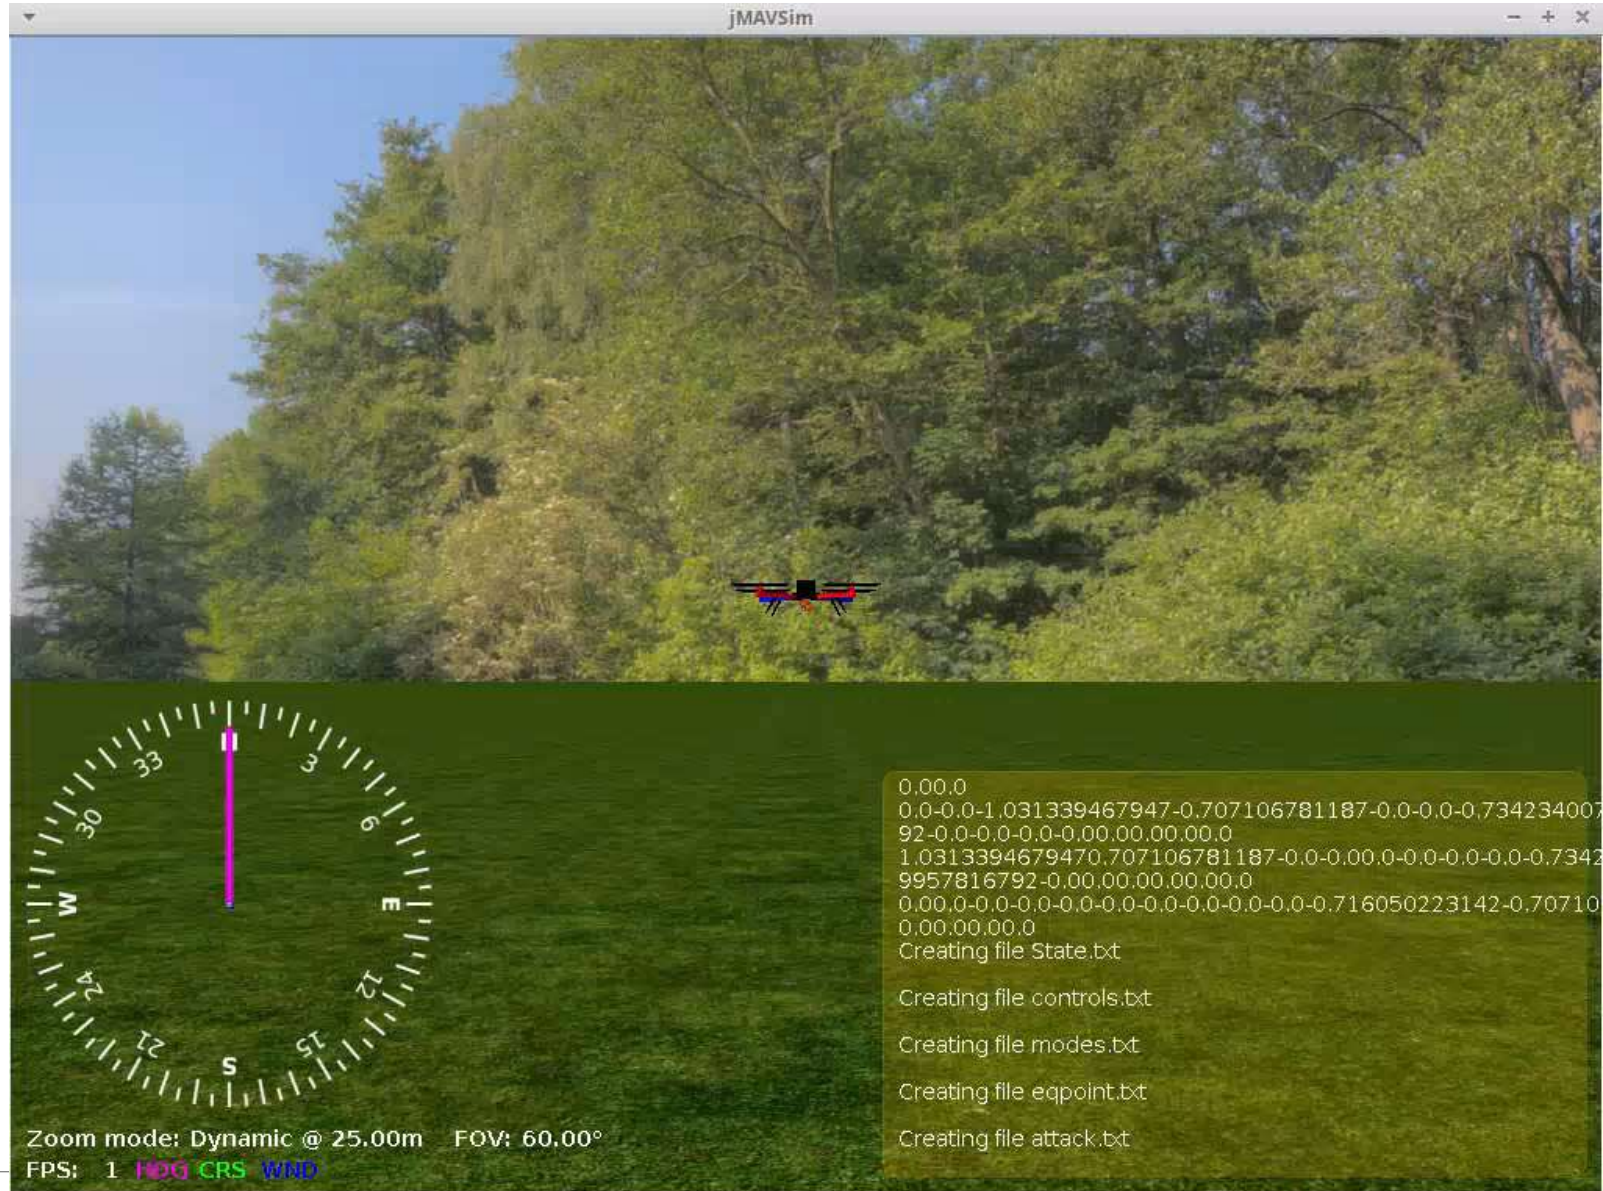 jMAVSim
33
3
30
6
W
E
24
12
21
15
S
0.00.0
0.0-0.0-1.031339467947-0.707106781187-0.0-0.0-0.734234007
92-0.0-0.0-0.0-0.00.00.00.00.0
1.0313394679470.707106781187-0.0-0.00.0-0.0-0.0-0.0-0.0-0.7342
9957816792-0.00.00.00.00.00.0
0.00.0-0.0-0.0-0.0-0.0-0.0-0.0-0.0-0.0-0.0-0.716050223142-0.70710
0.00.00.00.0
Creating file State.txt
Creating file controls.txt
Creating file modes.txt
Creating file eqpoint.txt
Creating file attack.txt
Zoom mode: Dynamic @ 25.00m FOV: 60.00°
FPS: 1 HDG CRS WND